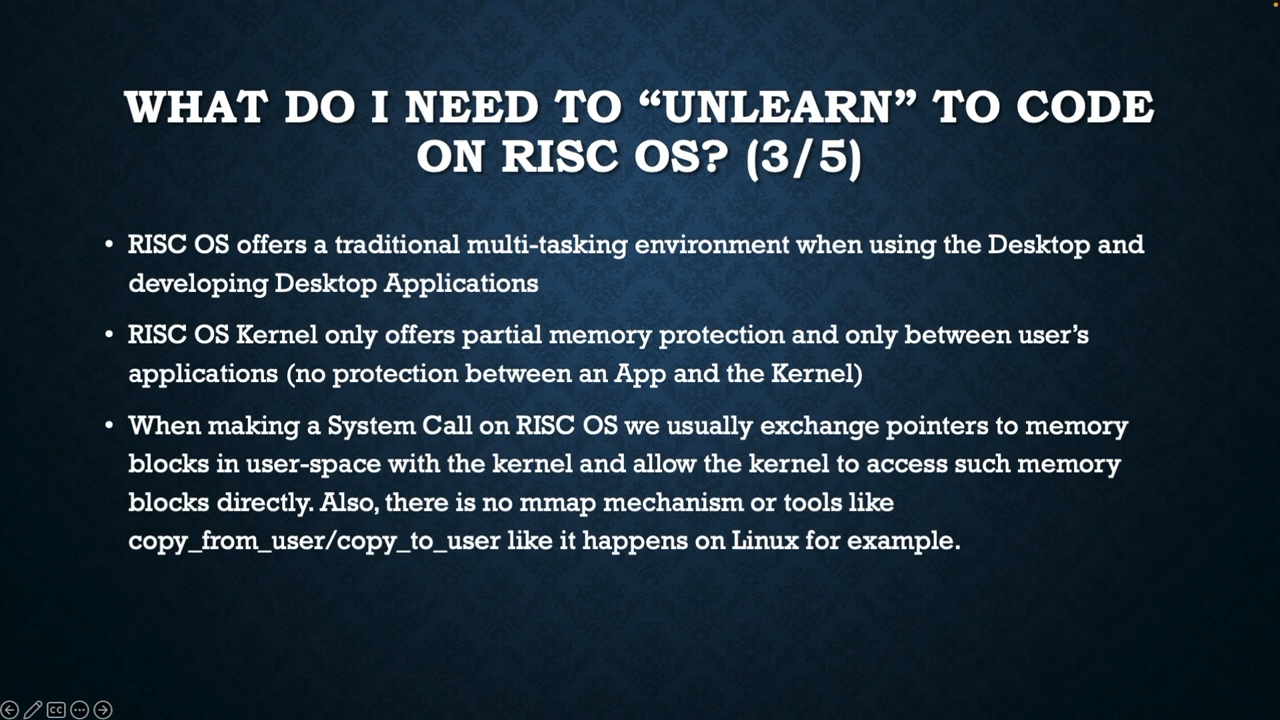 WHAT DO I NEED TO “UNLEARN” TO CODE
ON RISC OS? (3/5)
• RISC OS offers a traditional multi-tasking environment when using the Desktop and
developing Desktop Applications
• RISC OS Kernel only offers partial memory protection and only between user’s
applications (no protection between an App and the Kernel)
• When making a System Call on RISC OS we usually exchange pointers to memory
blocks in user-space with the kernel and allow the kernel to access such memory
blocks directly. Also, there is no mmap mechanism or tools like
copy_from_user/copy_to_user like it happens on Linux for example.
CC